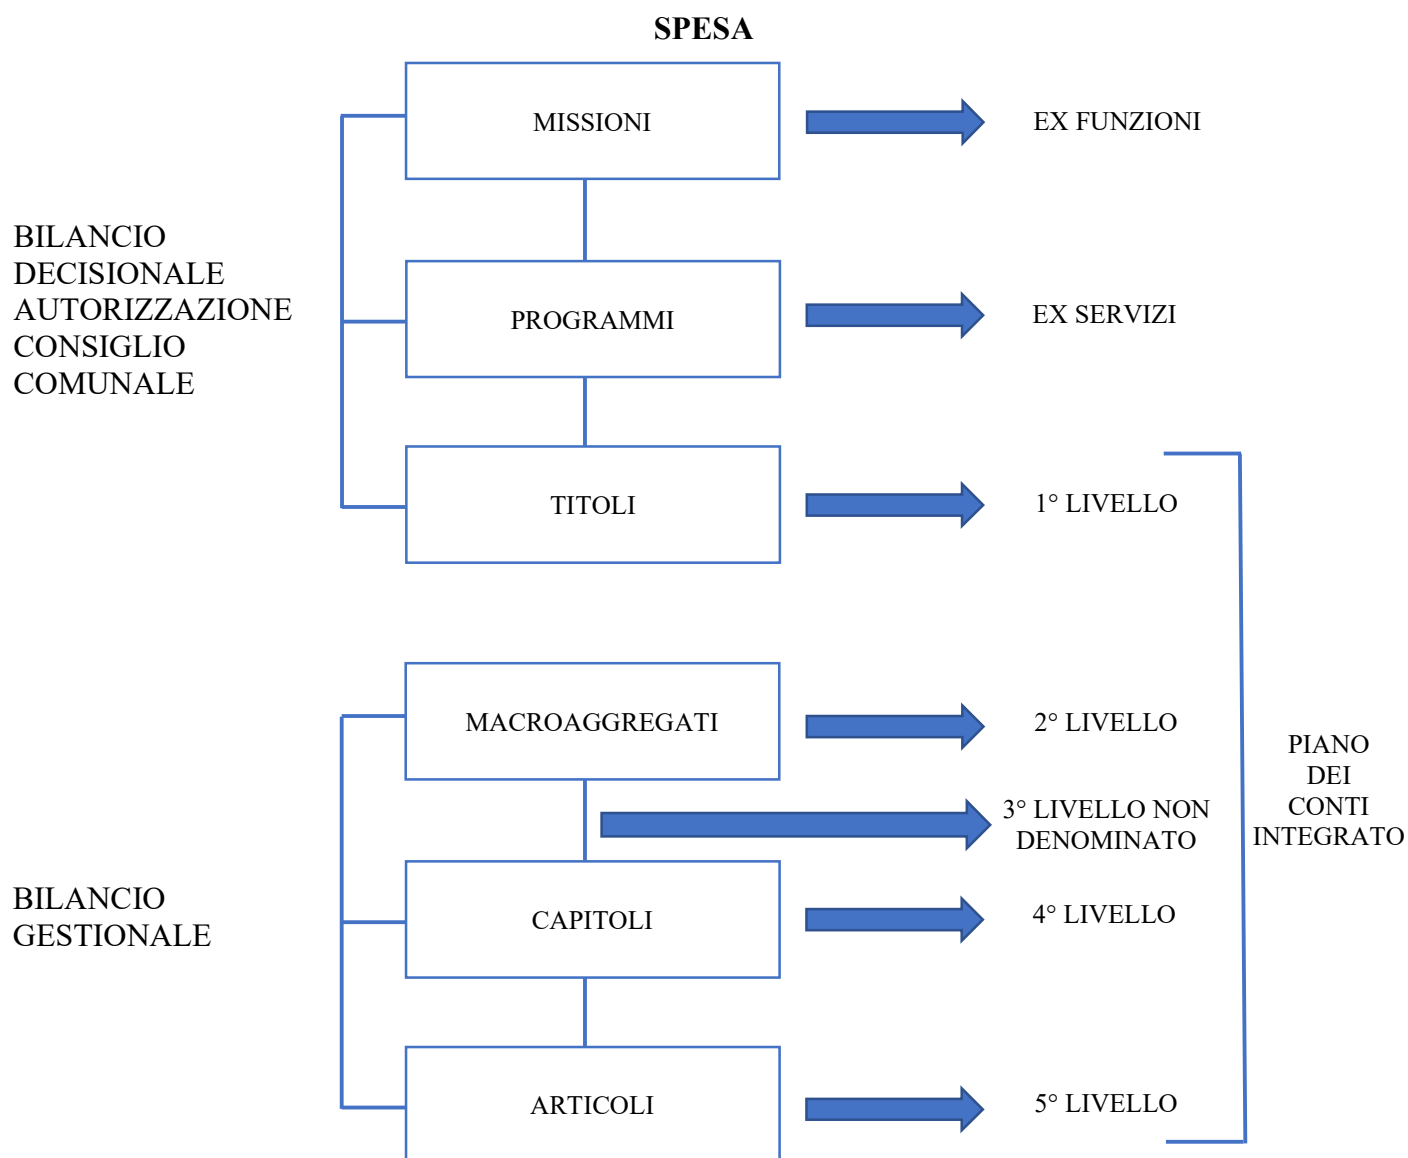 SPESA
MISSIONI
EX FUNZIONI
BILANCIO
DECISIONALE
AUTORIZZAZIONE
CONSIGLIO
COMUNALE
PROGRAMMI
EX SERVIZI
TITOLI
1° LIVELLO
MACROAGGREGATI
2° LIVELLO
3° LIVELLO NON
DENOMINATO
PIANO
DEI
CONTI
INTEGRATO
BILANCIO
GESTIONALE
CAPITOLI
4° LIVELLO
ARTICOLI
5° LIVELLO